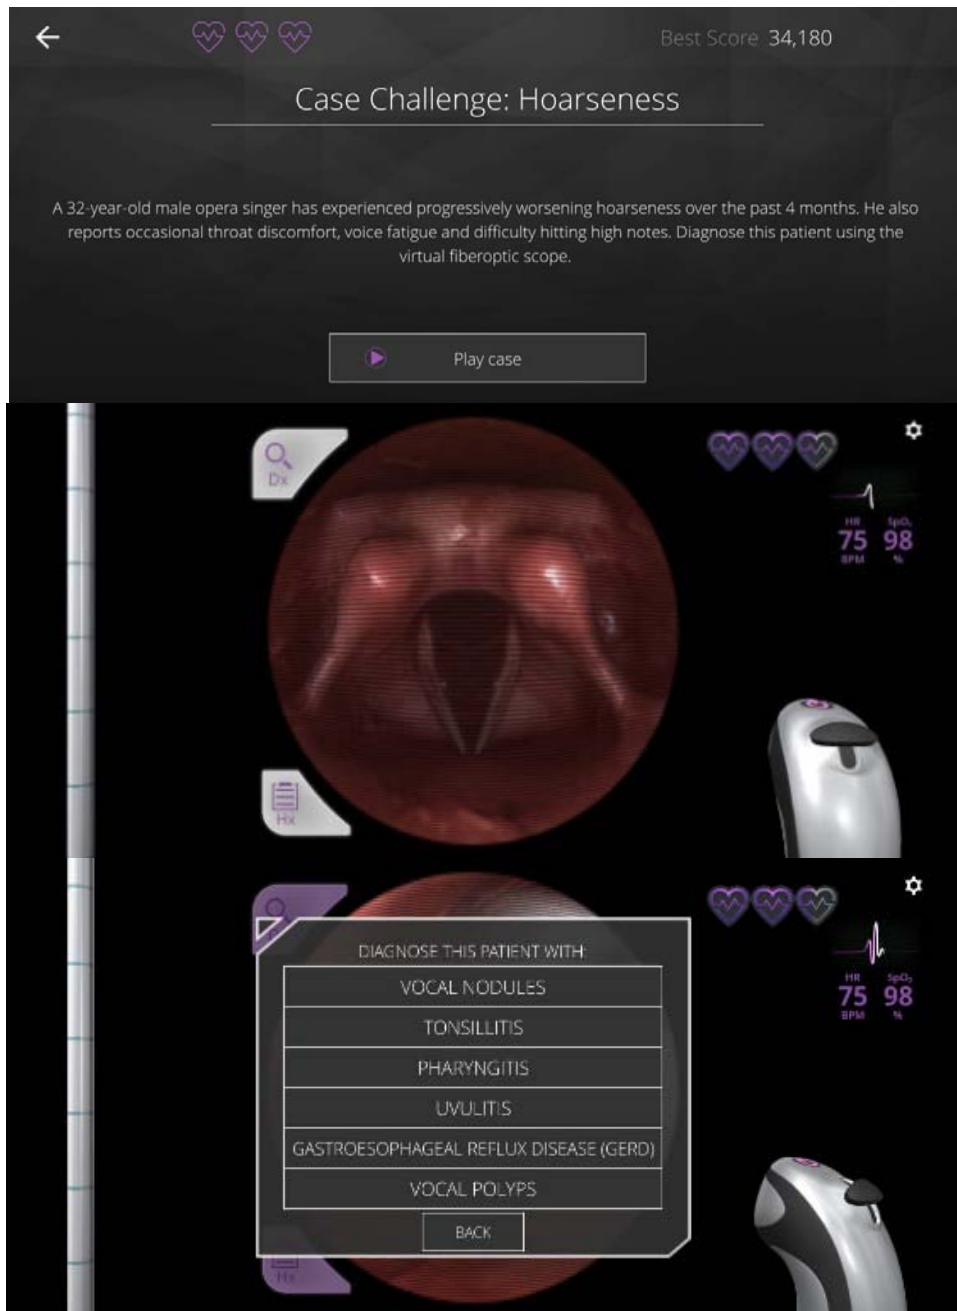 Best Score 34,180
Case Challenge: Hoarseness
A 32-year-old male opera singer has experienced progressively worsening hoarseness over the past 4 months. He also
reports occasional throat discomfort, voice fatigue and difficulty hitting high notes. Diagnose this patient using the
virtual fiberoptic scope.
Play case
Dx
HR SpO₂
75 98
BPM %
Hx
DIAGNOSE THIS PATIENT WITH:
VOCAL NODULES
TONSILLITIS
PHARYNGITIS
UVULITIS
GASTROESOPHAGEAL REFLUX DISEASE (GERD)
VOCAL POLYPS
BACK
HR SpO₂
75 98
BPM %
Hx